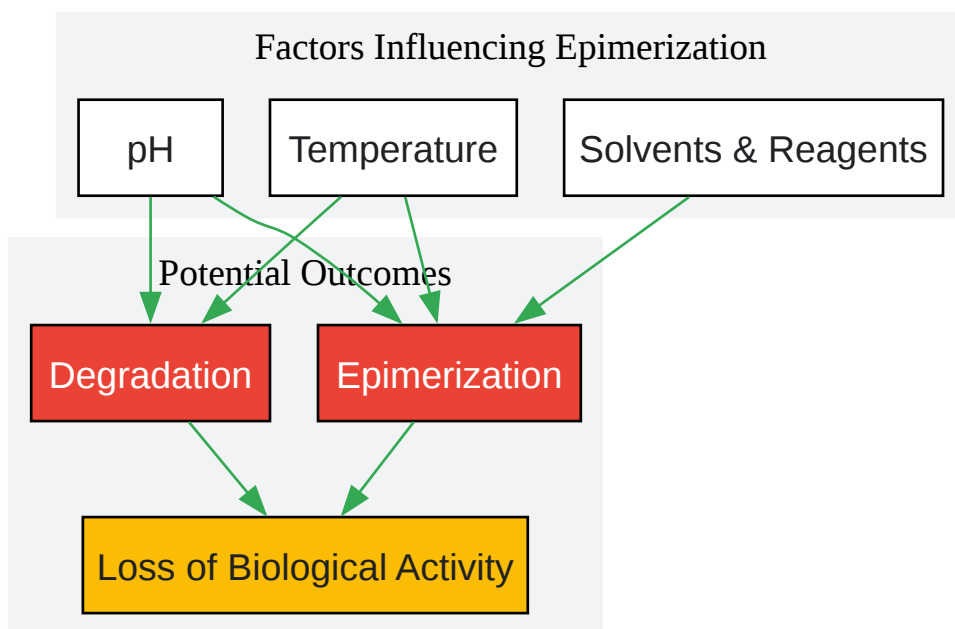 Factors Influencing Epimerization
pH
Temperature
Solvents & Reagents
Potential Outcomes
Degradation
Epimerization
Loss of Biological Activity